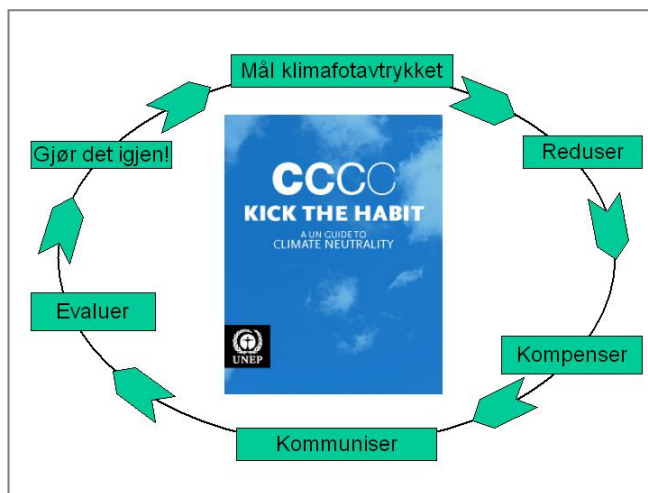 Mål klimafotavtrykket
Reduser
Kompenser
Kommuniser
Evaluer
Gjør det igjen!
CCCC
KICK THE HABIT
A UN GUIDE TO
CLIMATE NEUTRALITY
UNEP